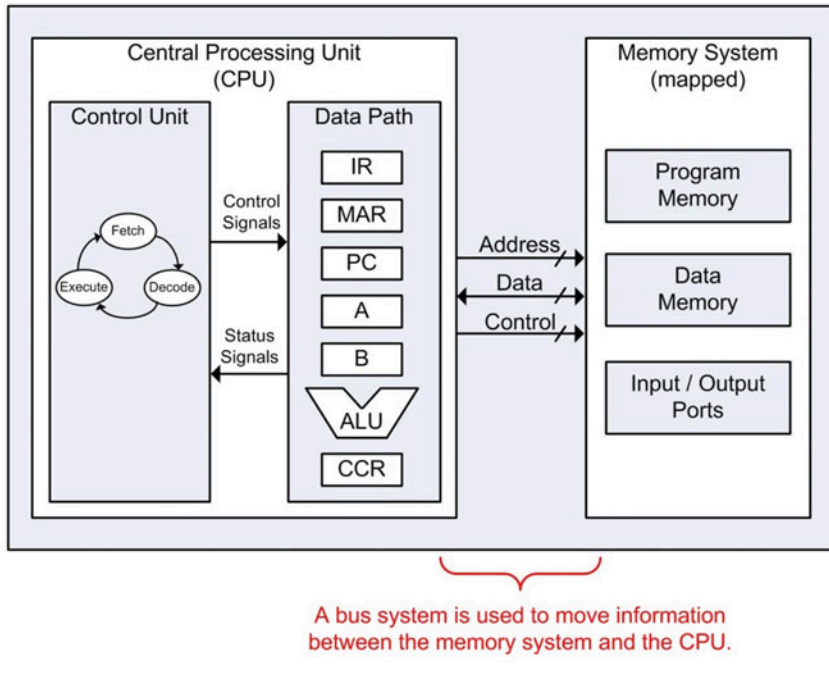 Central Processing Unit
(CPU)
Control Unit
Fetch
Execute
Decode
Control
Signals
Status
Signals
Data Path
IR
MAR
PC
A
B
ALU
CCR
Address
Data
Control
Memory System
(mapped)
Program
Memory
Data
Memory
Input / Output
Ports
A bus system is used to move information
between the memory system and the CPU.